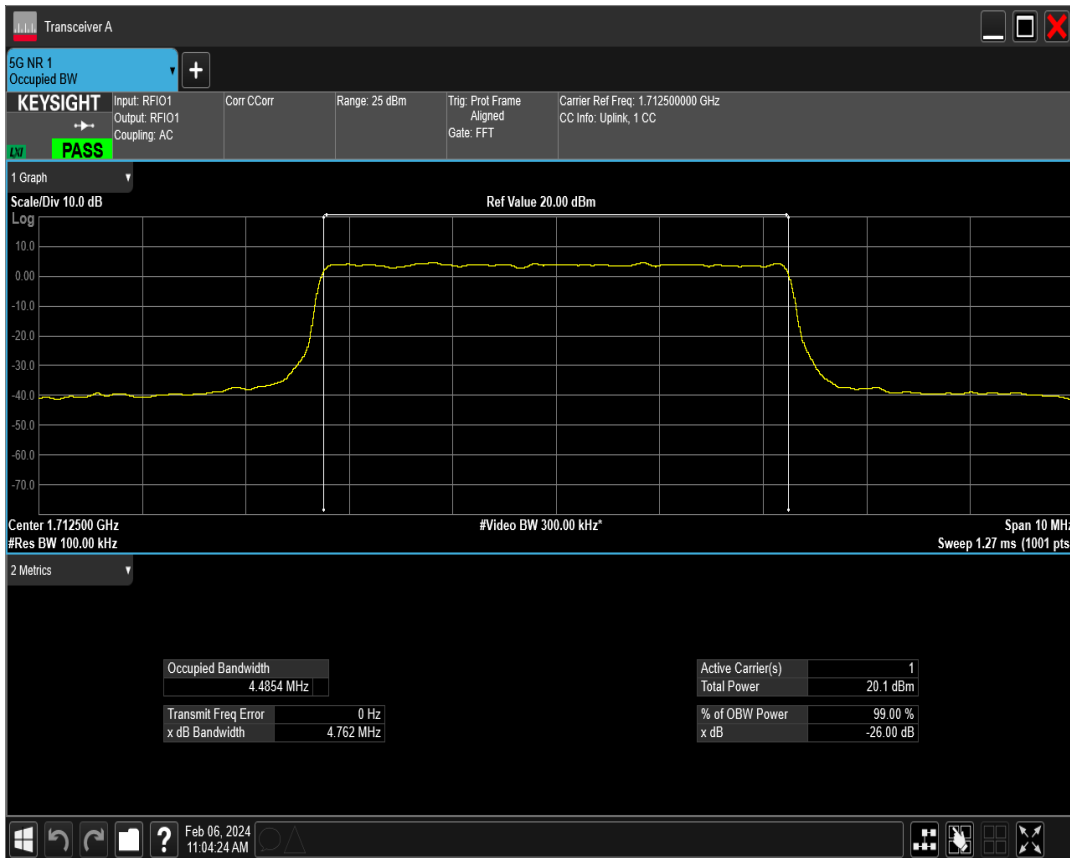 Transceiver A
5G NR 1
Occupied BW
+
KEYSIGHT
Input: RFIO1
Output: RFIO1
Coupling: AC
Corr CCorr
Range: 25 dBm
Trig: Prot Frame
Aligned
Gate: FFT
Carrier Ref Freq: 1.712500000 GHz
CC Info: Uplink, 1 CC
LXI
PASS
1 Graph
Scale/Div 10.0 dB
Ref Value 20.00 dBm
Log
10.0
0.00
-10.0
-20.0
-30.0
-40.0
-50.0
-60.0
-70.0
Center 1.712500 GHz
#Video BW 300.00 kHz*
Span 10 MHz
#Res BW 100.00 kHz
Sweep 1.27 ms (1001 pts
2 Metrics
Occupied Bandwidth
4.4854 MHz
Transmit Freq Error 0 Hz
x dB Bandwidth 4.762 MHz
Active Carrier(s) 1
Total Power 20.1 dBm
% of OBW Power 99.00 %
x dB -26.00 dB
?
Feb 06, 2024
11:04:24 AM